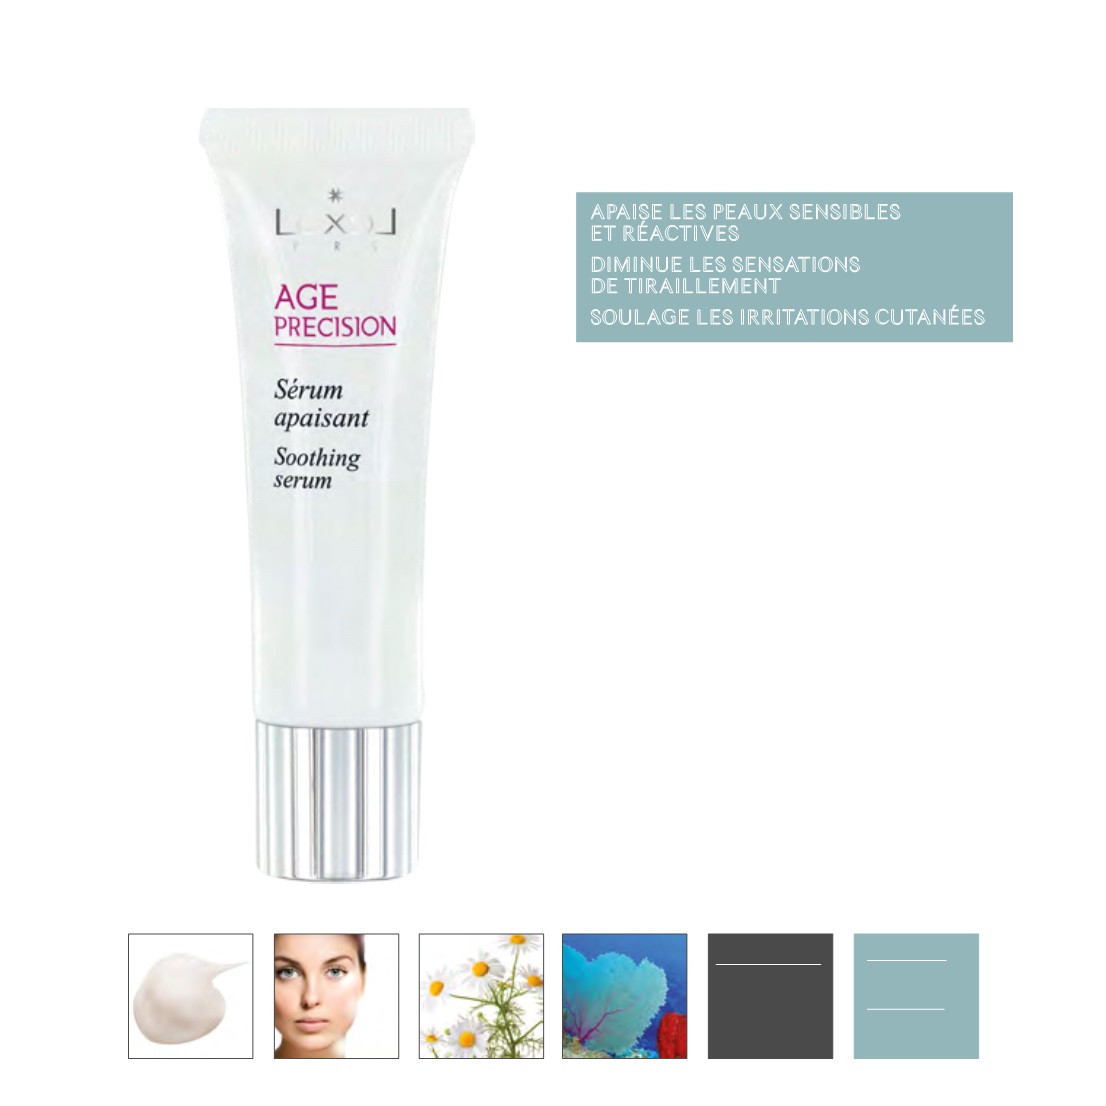 AGE
PRECISION
Sérum
apaisant
Soothing
serum
APAISE LES PEAUX SENSIBLES
ET RÉACTIVES
DIMINUE LES SENSATIONS
DE TIRAILLEMENT
SOULAGE LES IRRITATIONS CUTANÉES